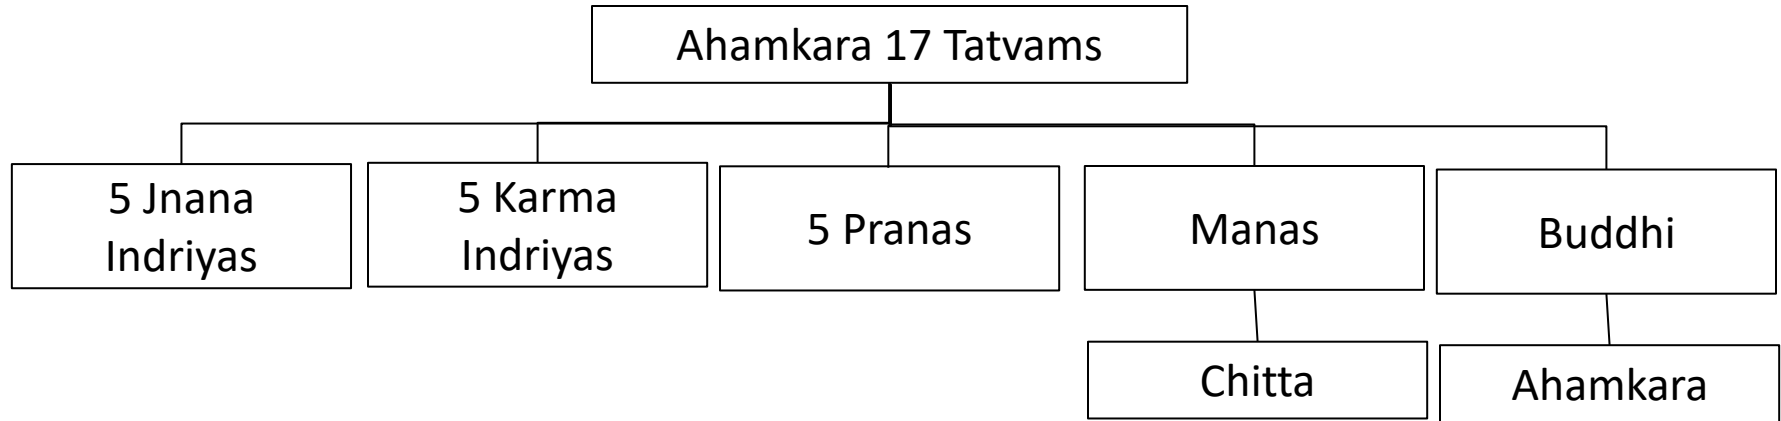 Ahamkara 17 Tatvams
5 Jnana
Indriyas
5 Karma
Indriyas
5 Pranas
Manas
Buddhi
Chitta
Ahamkara